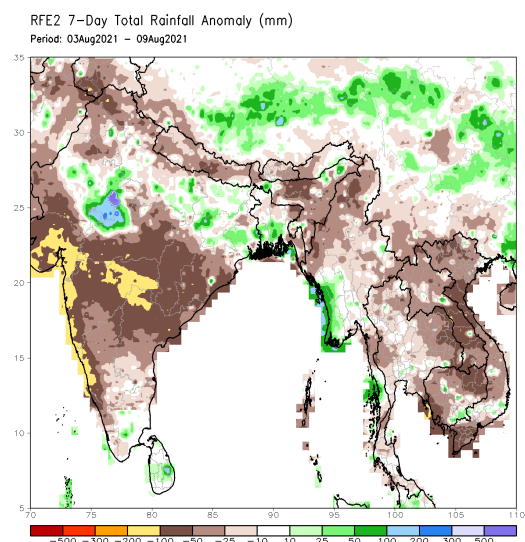 RFE2 7-Day Total Rainfall Anomaly (mm)
Period: 03Aug2021 – 09Aug2021
35
30
25
20
15
10
5
70 75 80 85 90 95 100 105 110
-500 -300 -200 -100 -50 -25 -10 10 25 50 100 200 300 500